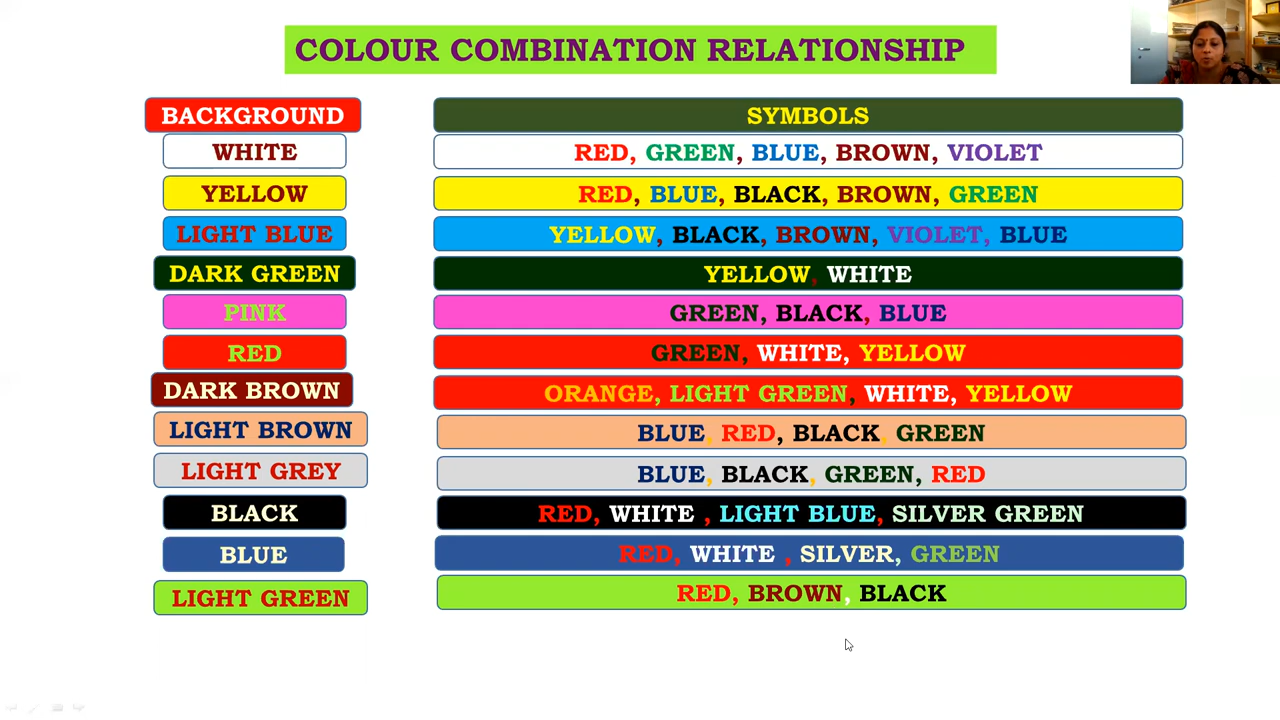 COLOUR COMBINATION RELATIONSHIP
BACKGROUND SYMBOLS
WHITE RED, GREEN, BLUE, BROWN, VIOLET
YELLOW RED, BLUE, BLACK, BROWN, GREEN
LIGHT BLUE YELLOW, BLACK, BROWN, VIOLET, BLUE
DARK GREEN YELLOW, WHITE
PINK GREEN, BLACK, BLUE
RED GREEN, WHITE, YELLOW
DARK BROWN ORANGE, LIGHT GREEN, WHITE, YELLOW
LIGHT BROWN BLUE, RED, BLACK, GREEN
LIGHT GREY BLUE, BLACK, GREEN, RED
BLACK RED, WHITE , LIGHT BLUE, SILVER GREEN
BLUE RED, WHITE , SILVER, GREEN
LIGHT GREEN RED, BROWN, BLACK